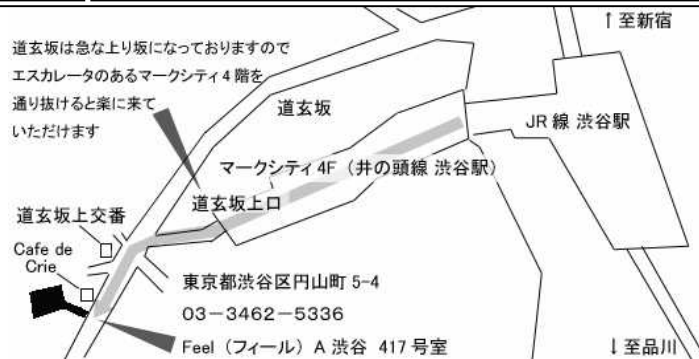 ↑至新宿
道玄坂は急な上り坂になっておりますので
エスカレータのあるマークシティ4階を
通り抜けると楽に来て
いただけます
道玄坂
JR線 渋谷駅
マークシティ4F（井の頭線 渋谷駅）
道玄坂上口
道玄坂上交番
Cafe de
Crie
東京都渋谷区円山町 5-4
03－3462－5336
Feel（フィール）A 渋谷 417号室
↓至品川